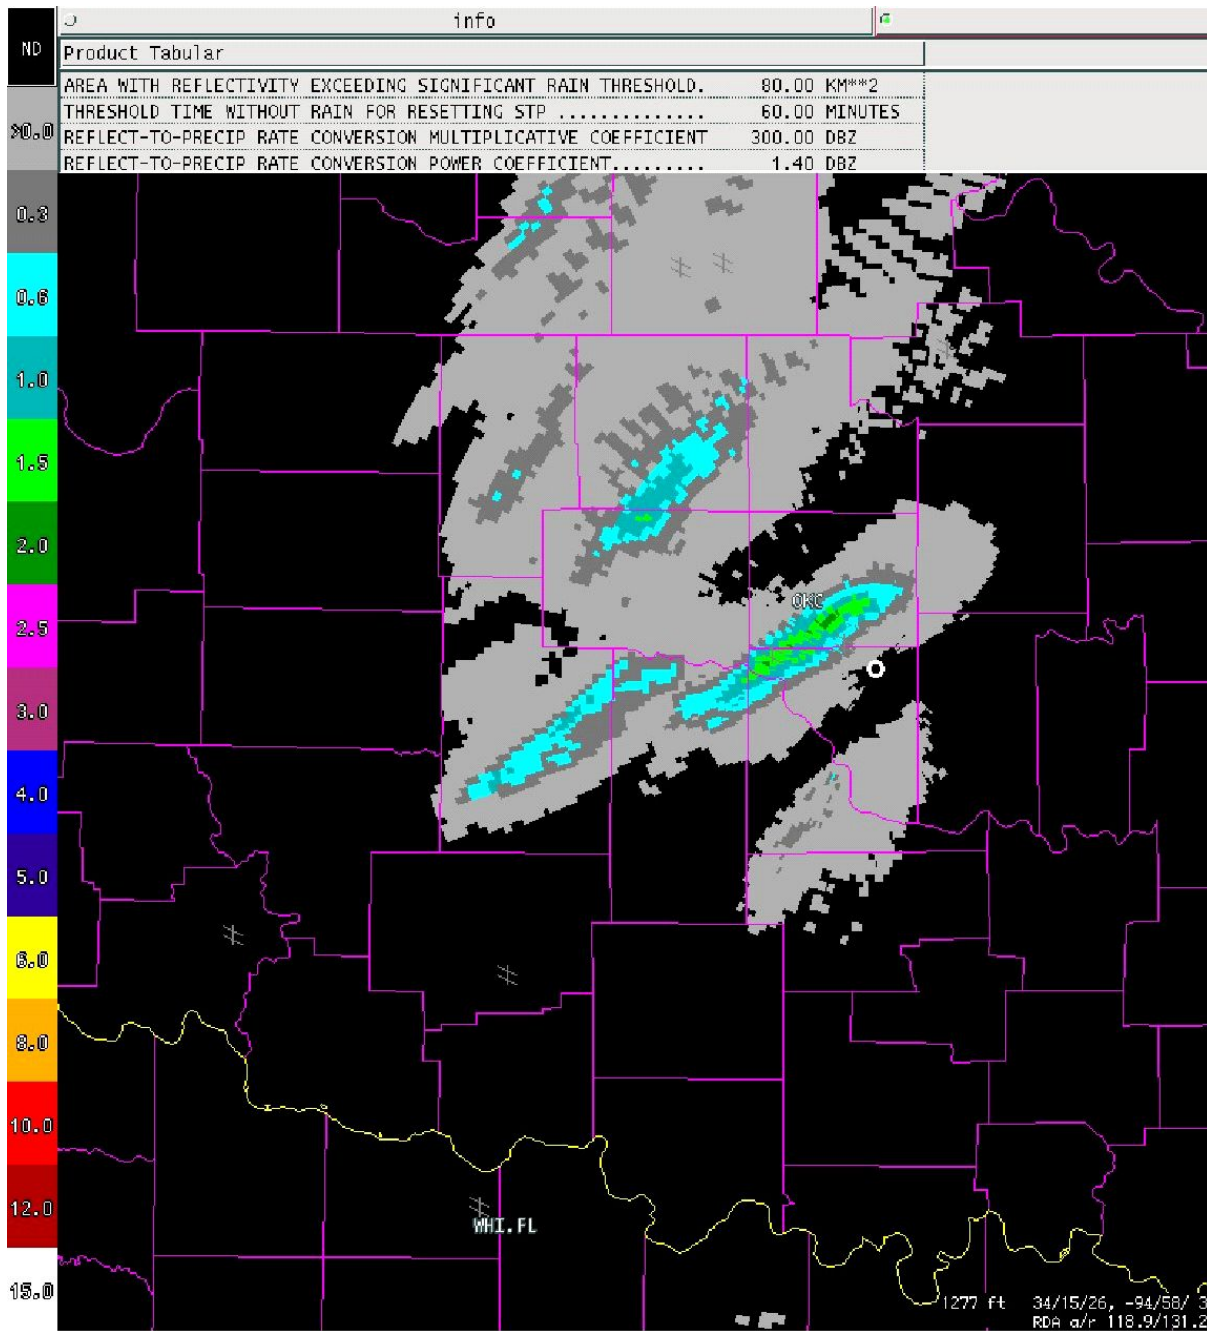 info
ND
Product Tabular
AREA WITH REFLECTIVITY EXCEEDING SIGNIFICANT RAIN THRESHOLD. 80.00 KM**2
THRESHOLD TIME WITHOUT RAIN FOR RESETTING STP .............. 60.00 MINUTES
REFLECT-TO-PRECIP RATE CONVERSION MULTIPLICATIVE COEFFICIENT 300.00 DBZ
REFLECT-TO-PRECIP RATE CONVERSION POWER COEFFICIENT......... 1.40 DBZ
>0.0
0.3
0.6
1.0
1.5
2.0
2.5
3.0
4.0
5.0
6.0
8.0
10.0
12.0
15.0
OKC
WHI.FL
1277 ft 34/15/26, -94/58/ 3
RDA a/r 118.9/131.2